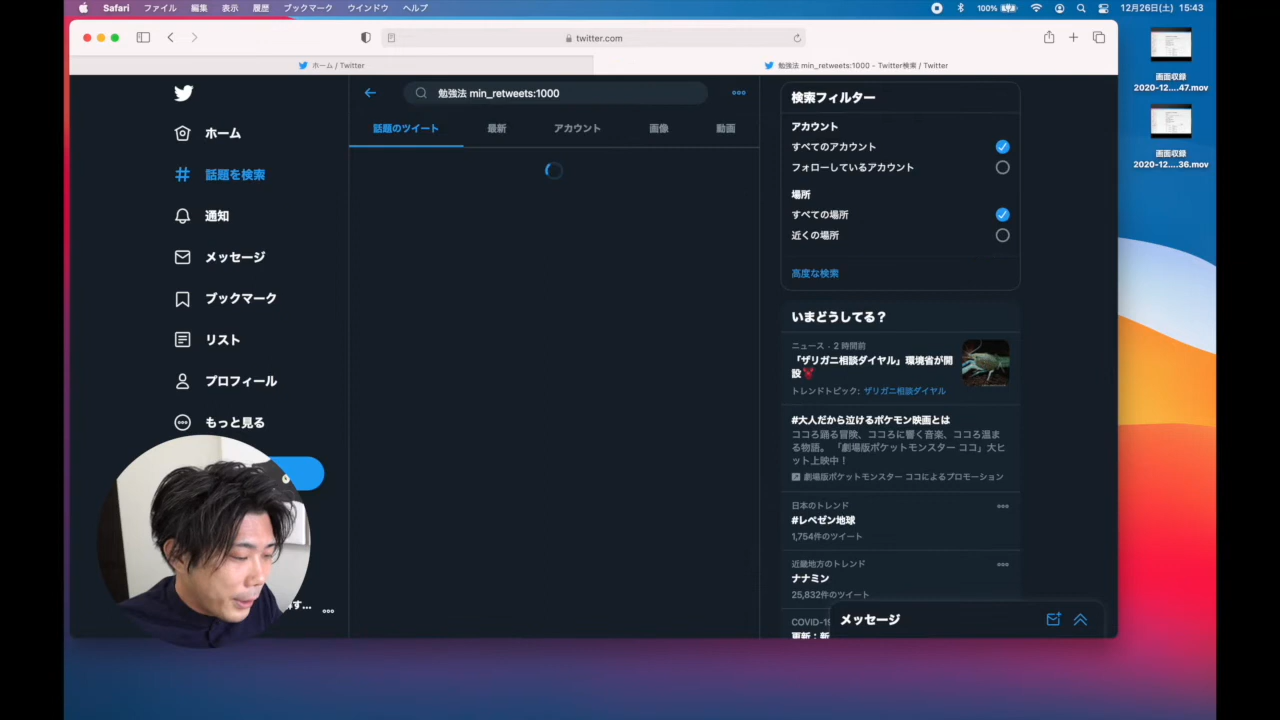 Safari ファイル 編集 表示 履歴 ブックマーク ウインドウ ヘルプ 100% 12月26日(土) 15:43
twitter.com
ホーム / Twitter
勉強法 min_retweets:1000 - Twitter検索 / Twitter
画面収録
2020-12....47.mov
画面収録
2020-12....36.mov
ホーム
話題を検索
通知
メッセージ
ブックマーク
リスト
プロフィール
もっと見る
勉強法 min_retweets:1000
話題のツイート 最新 アカウント 画像 動画
検索フィルター
アカウント
すべてのアカウント
フォローしているアカウント
場所
すべての場所
近くの場所
高度な検索
いまどうしてる?
ニュース · 2 時間前
「ザリガニ相談ダイヤル」環境省が開
設🦞
トレンドトピック: ザリガニ相談ダイヤル
#大人だから泣けるポケモン映画とは
ココろ踊る冒険、ココろに響く音楽、ココろ温ま
る物語。「劇場版ポケットモンスター ココ」大ヒ
ット上映中！
劇場版ポケットモンスター ココによるプロモーション
日本のトレンド
#レペゼン地球
1,754件のツイート
近畿地方のトレンド
ナナミン
25,832件のツイート
COVID-19
更新：新
メッセージ